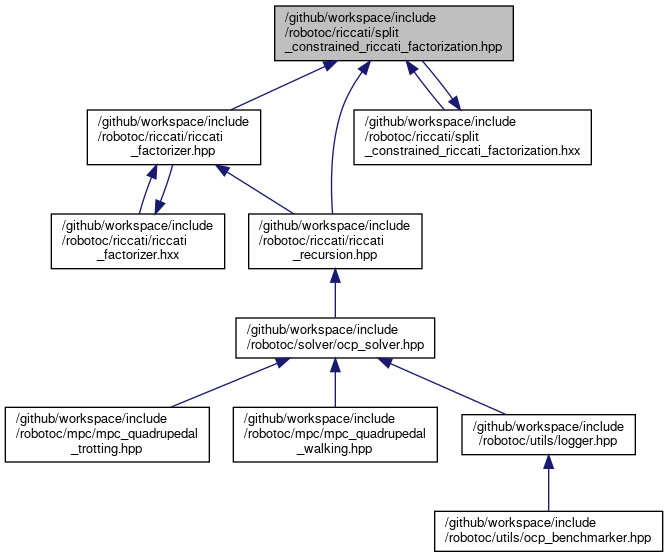 /github/workspace/include
/robotoc/riccati/split
_constrained_riccati_factorization.hpp
/github/workspace/include
/robotoc/riccati/riccati
_factorizer.hpp
/github/workspace/include
/robotoc/riccati/split
_constrained_riccati_factorization.hxx
/github/workspace/include
/robotoc/riccati/riccati
_factorizer.hxx
/github/workspace/include
/robotoc/riccati/riccati
_recursion.hpp
/github/workspace/include
/robotoc/solver/ocp_solver.hpp
/github/workspace/include
/robotoc/mpc/mpc_quadrupedal
_trotting.hpp
/github/workspace/include
/robotoc/mpc/mpc_quadrupedal
_walking.hpp
/github/workspace/include
/robotoc/utils/logger.hpp
/github/workspace/include
/robotoc/utils/ocp_benchmarker.hpp